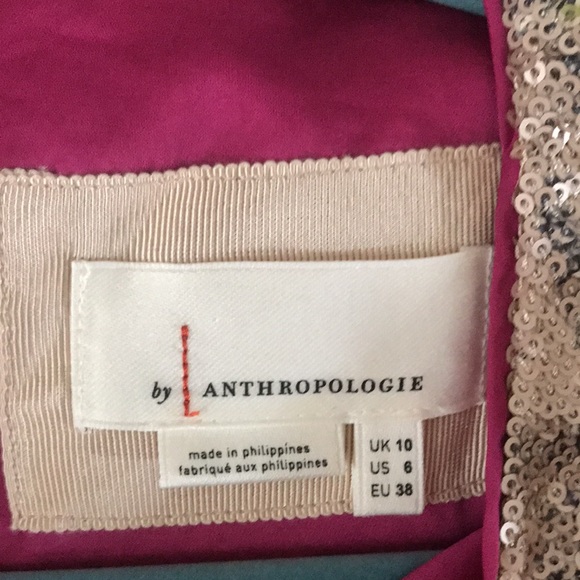 by ANTHROPOLOGIE
made in philippines
fabriqué aux philippines
UK 10
US 6
EU 38